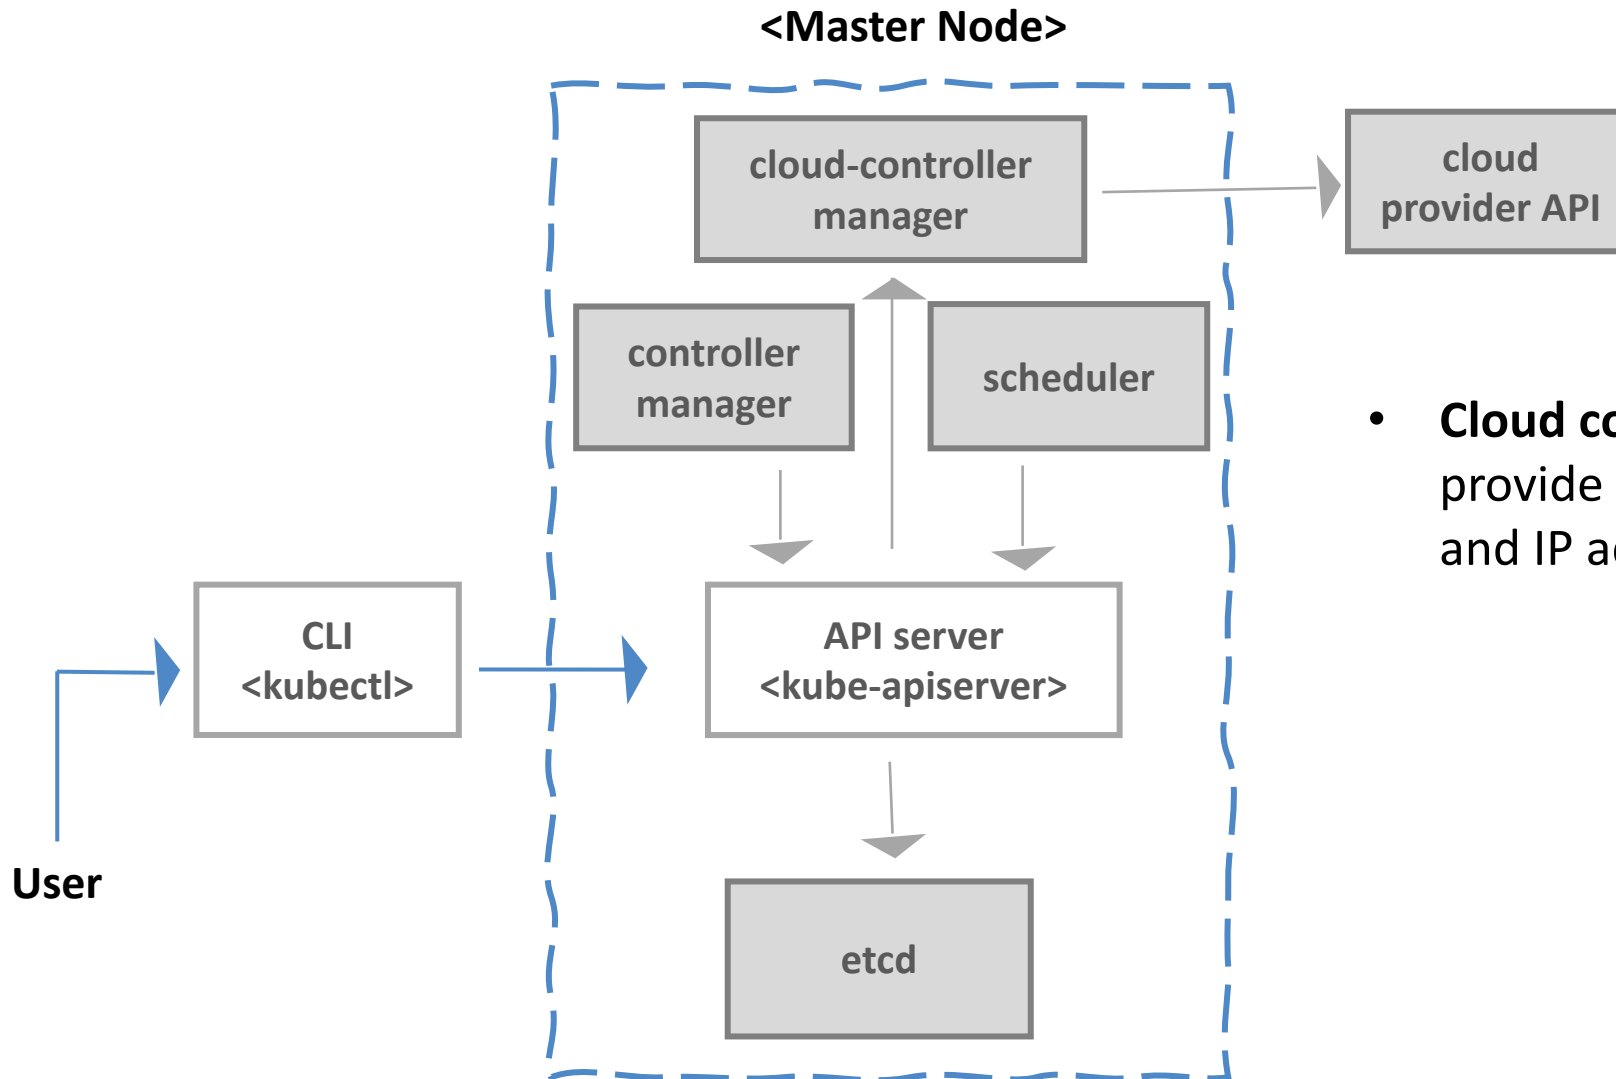 <Master Node>
cloud-controller
manager
cloud
provider API
controller
manager
scheduler
• Cloud
provide
and IP
CLI
<kubectl>
API server
<kube-apiserver>
User
etcd